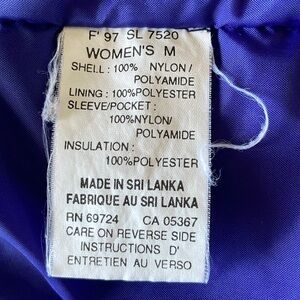 F' 97 SL 7520
WOMEN'S M
SHELL: 100% NYLON/
POLYAMIDE
LINING: 100%POLYESTER
SLEEVE/POCKET:
100%NYLON/
POLYAMIDE
INSULATION:
100%POLYESTER
MADE IN SRI LANKA
FABRIQUE AU SRI LANKA
RN 69724 CA 05367
CARE ON REVERSE SIDE
INSTRUCTIONS D'
ENTRETIEN AU VERSO